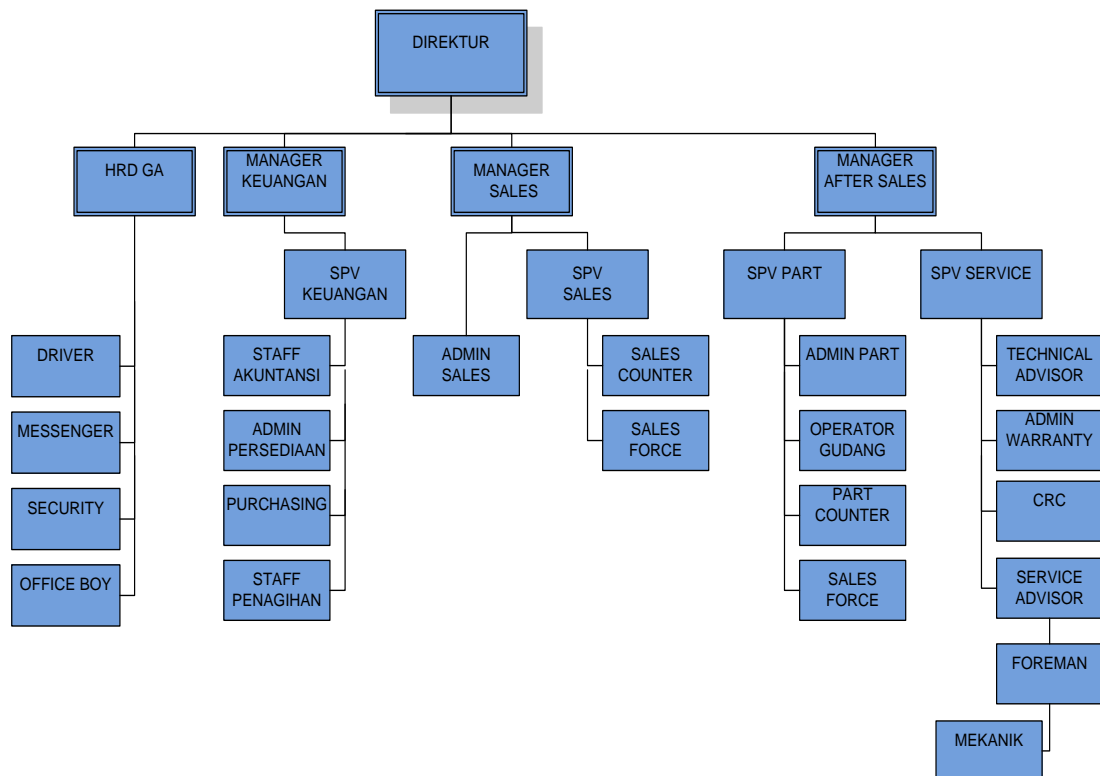 DIREKTUR
HRD GA
MANAGER
KEUANGAN
MANAGER
SALES
MANAGER
AFTER SALES
SPV
KEUANGAN
SPV
SALES
SPV PART
SPV SERVICE
DRIVER
STAFF
AKUNTANSI
ADMIN
SALES
SALES
COUNTER
ADMIN PART
TECHNICAL
ADVISOR
MESSENGER
ADMIN
PERSEDIAAN
SALES
FORCE
OPERATOR
GUDANG
ADMIN
WARRANTY
SECURITY
PURCHASING
PART
COUNTER
CRC
OFFICE BOY
STAFF
PENAGIHAN
SALES
FORCE
SERVICE
ADVISOR
FOREMAN
MEKANIK